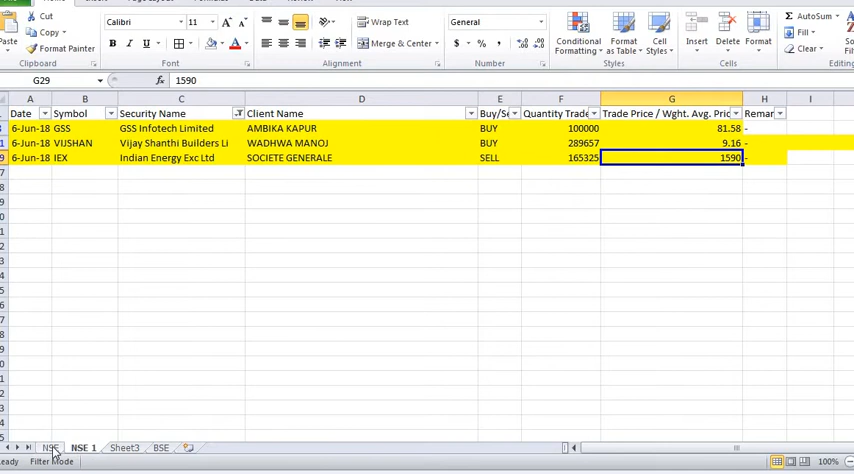 Cut
Copy
Format Painter
Paste
Clipboard
Calibri 11
B I U
Font
Wrap Text
Merge & Center
Alignment
General
$ % ,
Number
Conditional Formatting
Format as Table
Cell Styles
Styles
Insert Delete Format
Cells
Σ AutoSum
Fill
Clear
G29 fx 1590
A B C D E F G H I
Date Symbol Security Name Client Name Buy/Se Quantity Trade Trade Price / Wght. Avg. Pric Remar
6-Jun-18 GSS GSS Infotech Limited AMBIKA KAPUR BUY 100000 81.58 -
6-Jun-18 VIJSHAN Vijay Shanthi Builders Li WADHWA MANOJ BUY 289657 9.16 -
6-Jun-18 IEX Indian Energy Exc Ltd SOCIETE GENERALE SELL 165325 1590 -
NSE NSE 1 Sheet3 BSE
Filter Mode 100%